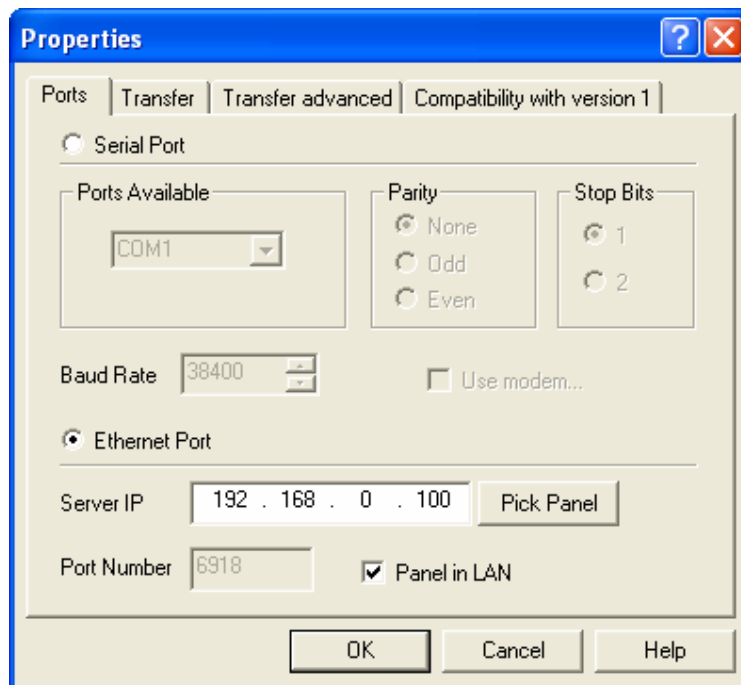 Properties
Ports Transfer Transfer advanced Compatibility with version 1
Serial Port
Ports Available Parity Stop Bits
COM1 None 1
Odd 2
Even
Baud Rate 38400 Use modem...
Ethernet Port
Server IP 192 . 168 . 0 . 100 Pick Panel
Port Number 6918 Panel in LAN
OK Cancel Help